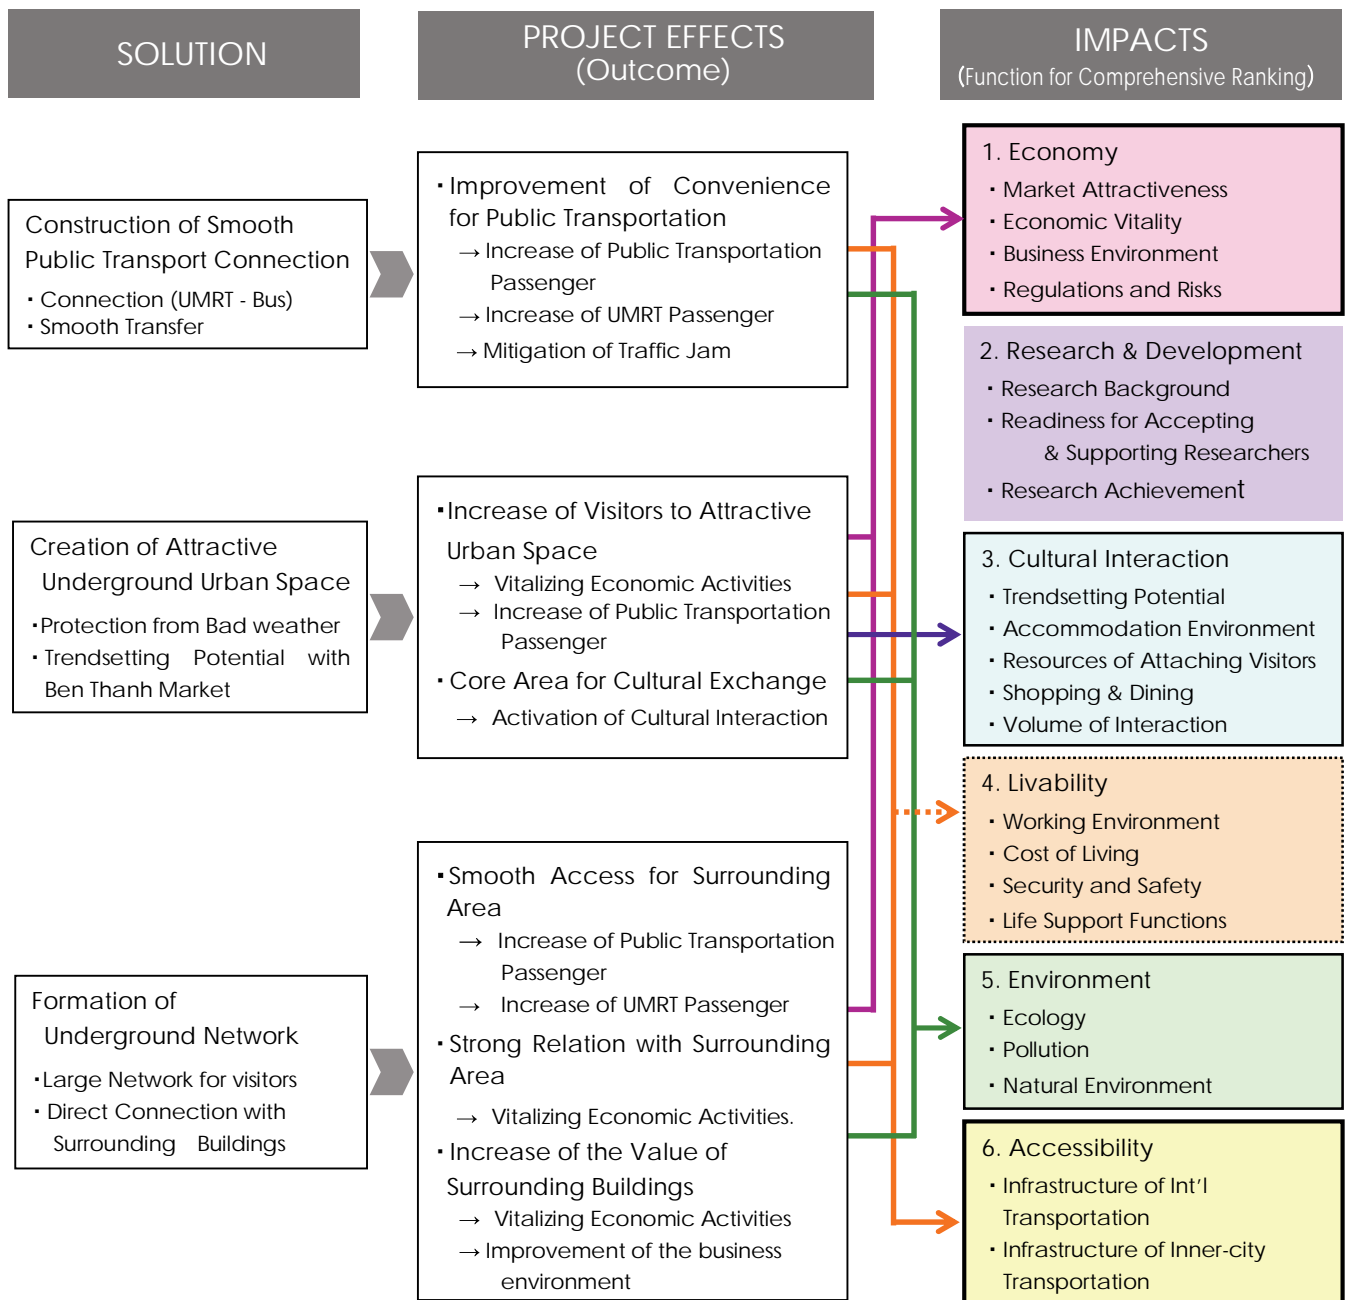 SOLUTION
PROJECT EFFECTS
(Outcome)
IMPACTS
(Function for Comprehensive Ranking)
Construction of Smooth
Public Transport Connection
・Connection (UMRT - Bus)
・Smooth Transfer
・Improvement of Convenience
for Public Transportation
→ Increase of Public Transportation
Passenger
→ Increase of UMRT Passenger
→ Mitigation of Traffic Jam
1. Economy
・Market Attractiveness
・Economic Vitality
・Business Environment
・Regulations and Risks
2. Research & Development
・Research Background
・Readiness for Accepting
& Supporting Researchers
・Research Achievement
Creation of Attractive
Underground Urban Space
・Protection from Bad weather
・Trendsetting Potential with
Ben Thanh Market
・Increase of Visitors to Attractive
Urban Space
→ Vitalizing Economic Activities
→ Increase of Public Transportation
Passenger
・Core Area for Cultural Exchange
→ Activation of Cultural Interaction
3. Cultural Interaction
・Trendsetting Potential
・Accommodation Environment
・Resources of Attaching Visitors
・Shopping & Dining
・Volume of Interaction
4. Livability
・Working Environment
・Cost of Living
・Security and Safety
・Life Support Functions
Formation of
Underground Network
・Large Network for visitors
・Direct Connection with
Surrounding Buildings
・Smooth Access for Surrounding
Area
→ Increase of Public Transportation
Passenger
→ Increase of UMRT Passenger
・Strong Relation with Surrounding
Area
→ Vitalizing Economic Activities.
・Increase of the Value of
Surrounding Buildings
→ Vitalizing Economic Activities
→ Improvement of the business
environment
5. Environment
・Ecology
・Pollution
・Natural Environment
6. Accessibility
・Infrastructure of Int'l
Transportation
・Infrastructure of Inner-city
Transportation